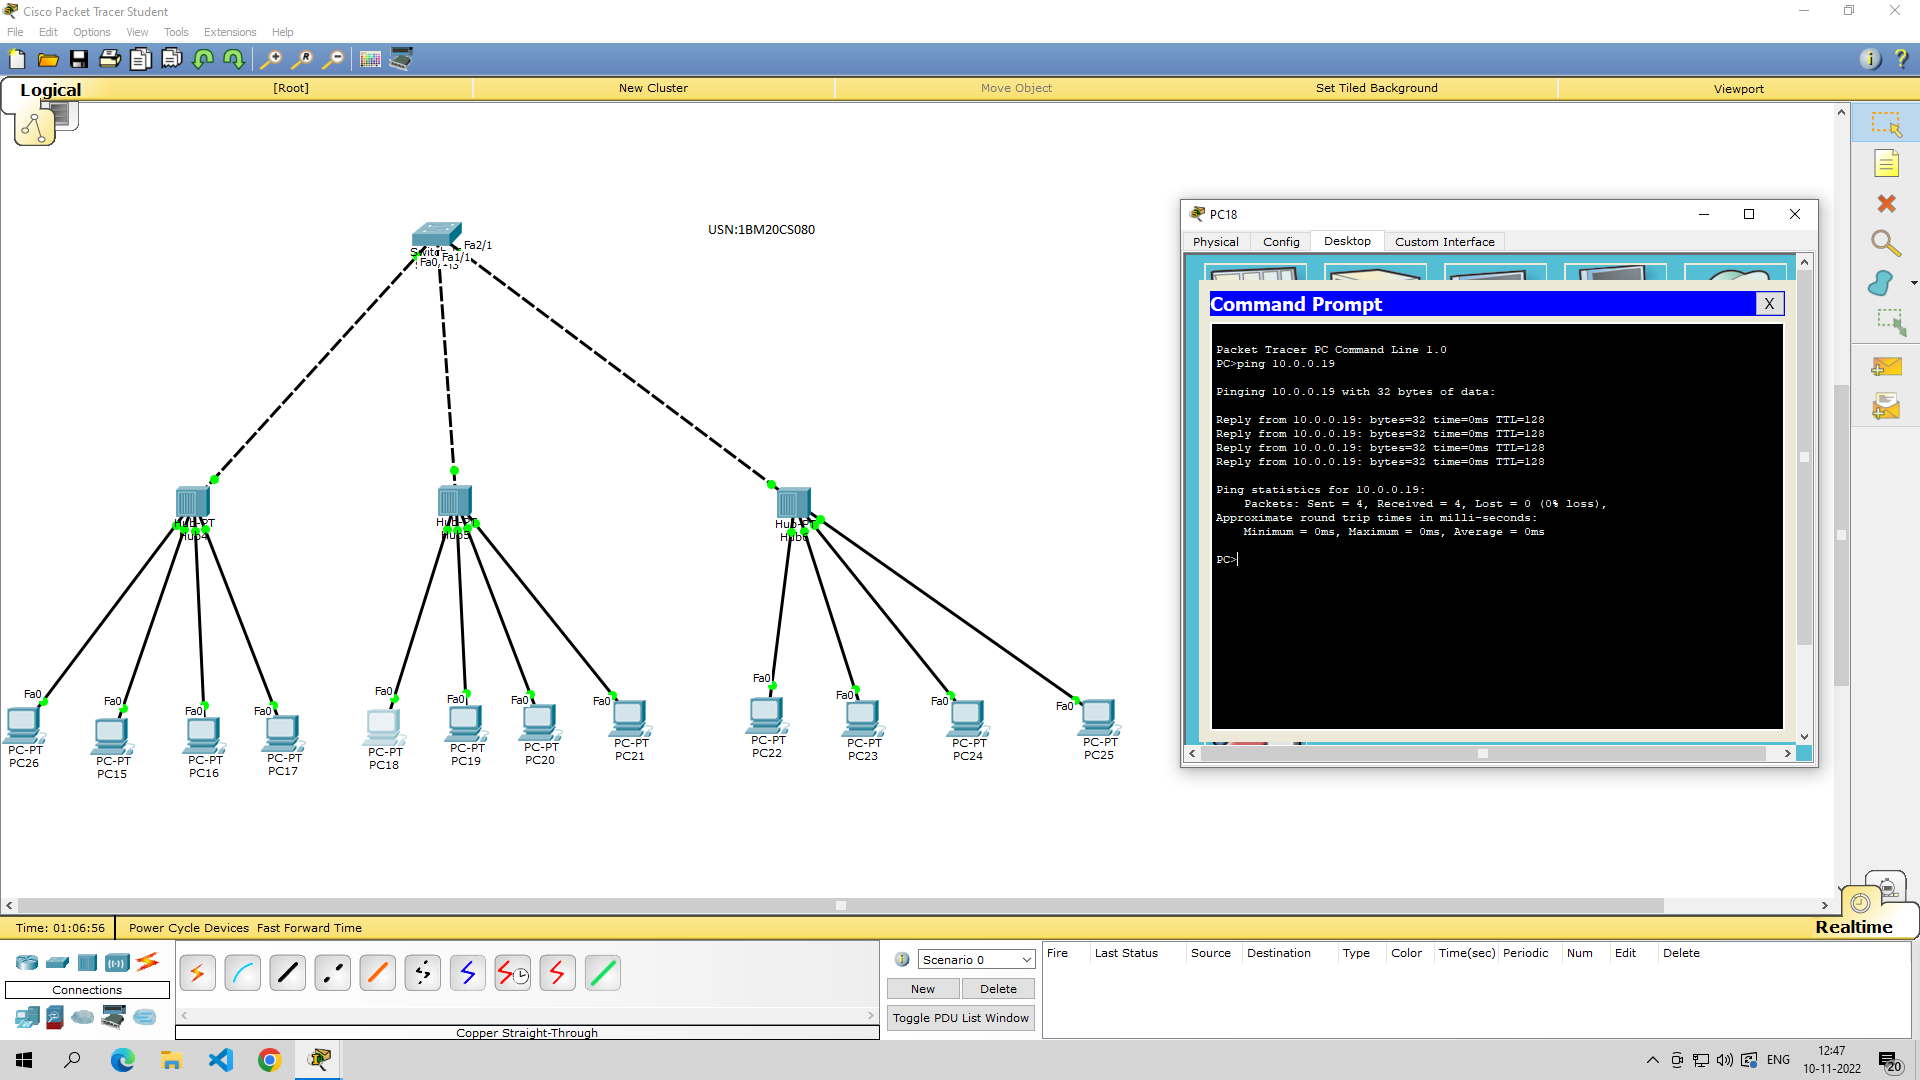 Cisco Packet Tracer Student
File Edit Options View Tools Extensions Help
Logical [Root] New Cluster Move Object Set Tiled Background Viewport
USN:1BM20CS080
Fa2/1
Fa1/1
Hub-PT
Hub4
Hub-PT
Hub5
Hub-PT
Fa0 Fa0 Fa0 Fa0 Fa0 Fa0 Fa0 Fa0 Fa0 Fa0 Fa0 Fa0
PC-PT
PC26
PC-PT
PC15
PC-PT
PC16
PC-PT
PC17
PC-PT
PC18
PC-PT
PC19
PC-PT
PC20
PC-PT
PC21
PC-PT
PC22
PC-PT
PC23
PC-PT
PC24
PC-PT
PC25
PC18
Physical Config Desktop Custom Interface
Command Prompt X
Packet Tracer PC Command Line 1.0
PC>ping 10.0.0.19
Pinging 10.0.0.19 with 32 bytes of data:
Reply from 10.0.0.19: bytes=32 time=0ms TTL=128
Reply from 10.0.0.19: bytes=32 time=0ms TTL=128
Reply from 10.0.0.19: bytes=32 time=0ms TTL=128
Reply from 10.0.0.19: bytes=32 time=0ms TTL=128
Ping statistics for 10.0.0.19:
Packets: Sent = 4, Received = 4, Lost = 0 (0% loss),
Approximate round trip times in milli-seconds:
Minimum = 0ms, Maximum = 0ms, Average = 0ms
PC>
Time: 01:06:56 Power Cycle Devices Fast Forward Time
Realtime
Connections
Copper Straight-Through
Scenario 0
New Delete
Toggle PDU List Window
Fire Last Status Source Destination Type Color Time(sec) Periodic Num Edit Delete
ENG
12:47
10-11-2022
20